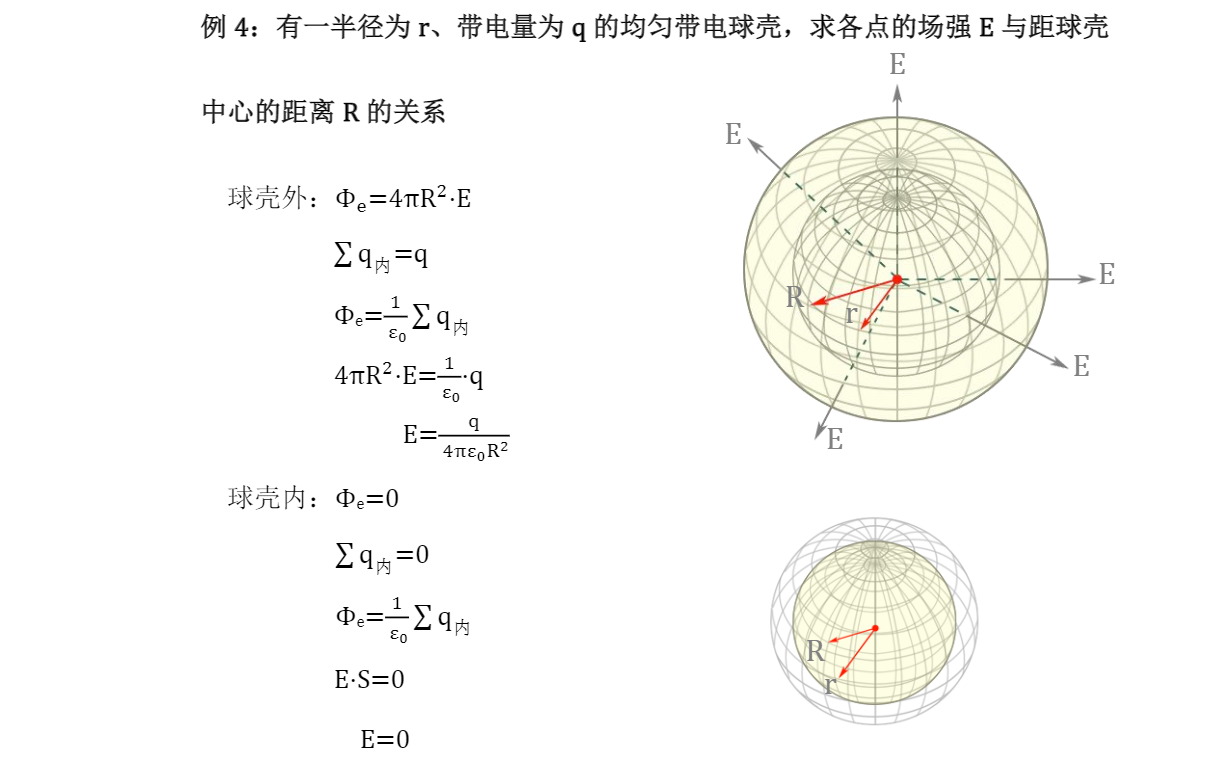 例 4：有一半径为 r、带电量为 q 的均匀带电球壳，求各点的场强 E 与距球壳
中心的距离 R 的关系
球壳外：Φₑ=4πR²·E
∑ q内=q
Φₑ=1/ε₀ ∑ q内
4πR²·E=1/ε₀·q
E=q/4πε₀R²
球壳内：Φₑ=0
∑ q内=0
Φₑ=1/ε₀ ∑ q内
E·S=0
E=0
E
E
E
R
r
E
E
R
r